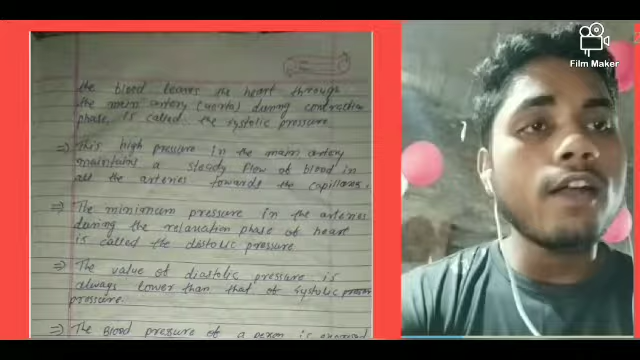 the blood leaves the heart through
the main artery (aorta) during contraction
phase, is called the systolic pressure
⇒ This high pressure in the main artery
maintains a steady flow of blood in
all the arteries towards the capillaries.
⇒ The minimum pressure in the arteries
during the relaxation phase of heart
is called the diastolic pressure
⇒ The value of diastolic pressure is
always lower than that of systolic
pressure.
⇒ The Blood pressure of a person is
Film Maker